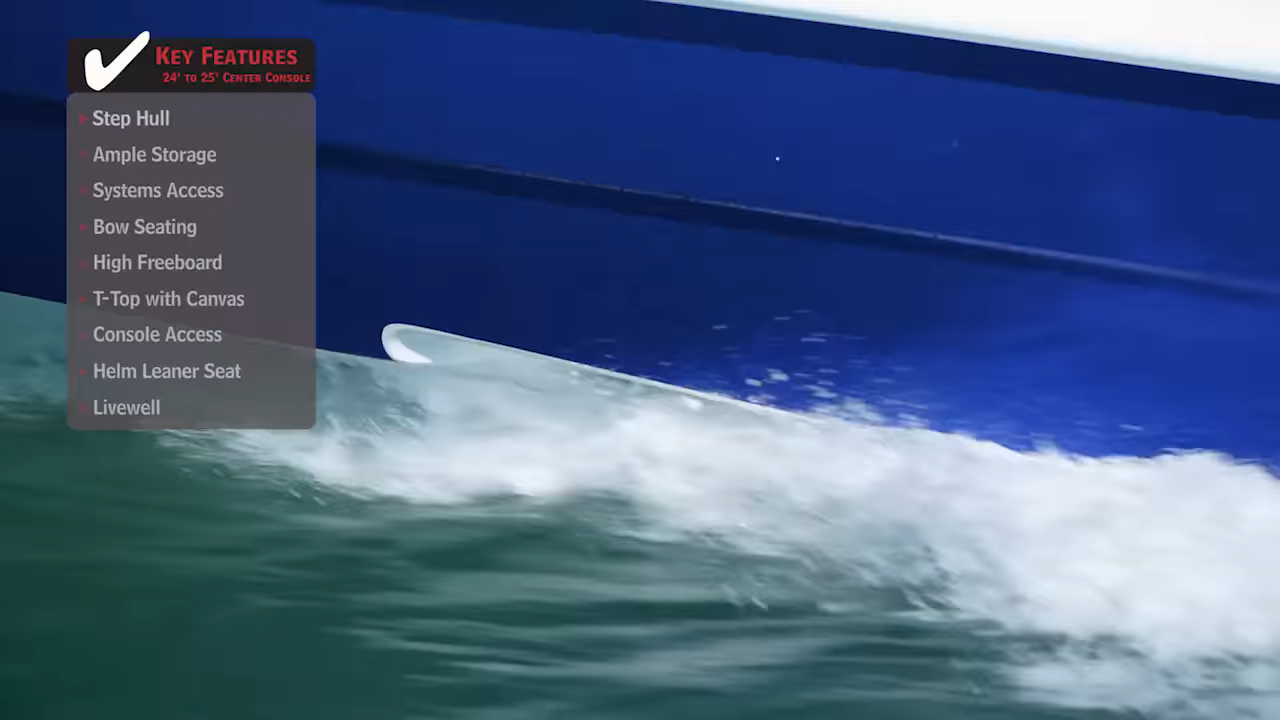 Key Features
24' to 25' Center Console
Step Hull
Ample Storage
Systems Access
Bow Seating
High Freeboard
T-Top with Canvas
Console Access
Helm Leaner Seat
Livewell